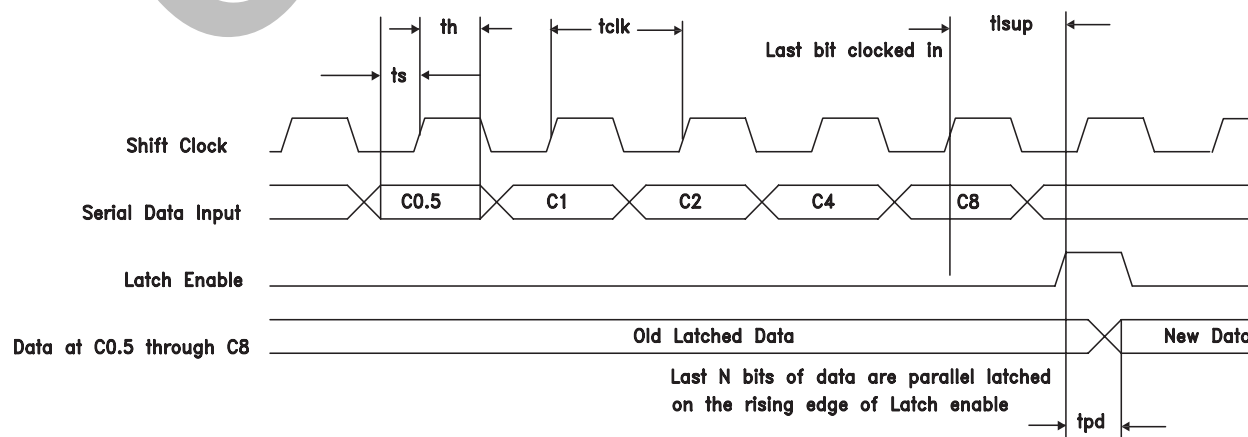 th
tclk
tlsup
Last bit clocked in
ts
Shift Clock
Serial Data Input
C0.5
C1
C2
C4
C8
Latch Enable
Data at C0.5 through C8
Old Latched Data
New Data
Last N bits of data are parallel latched
on the rising edge of Latch enable
tpd